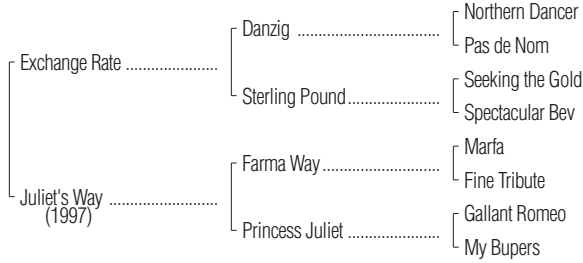 Northern Dancer
Danzig ..............................
Pas de Nom
Exchange Rate ....................
Seeking the Gold
Sterling Pound....................
Spectacular Bev
Marfa
Farma Way.........................
Fine Tribute
Juliet's Way .......................
(1997)
Gallant Romeo
Princess Juliet ....................
My Bupers